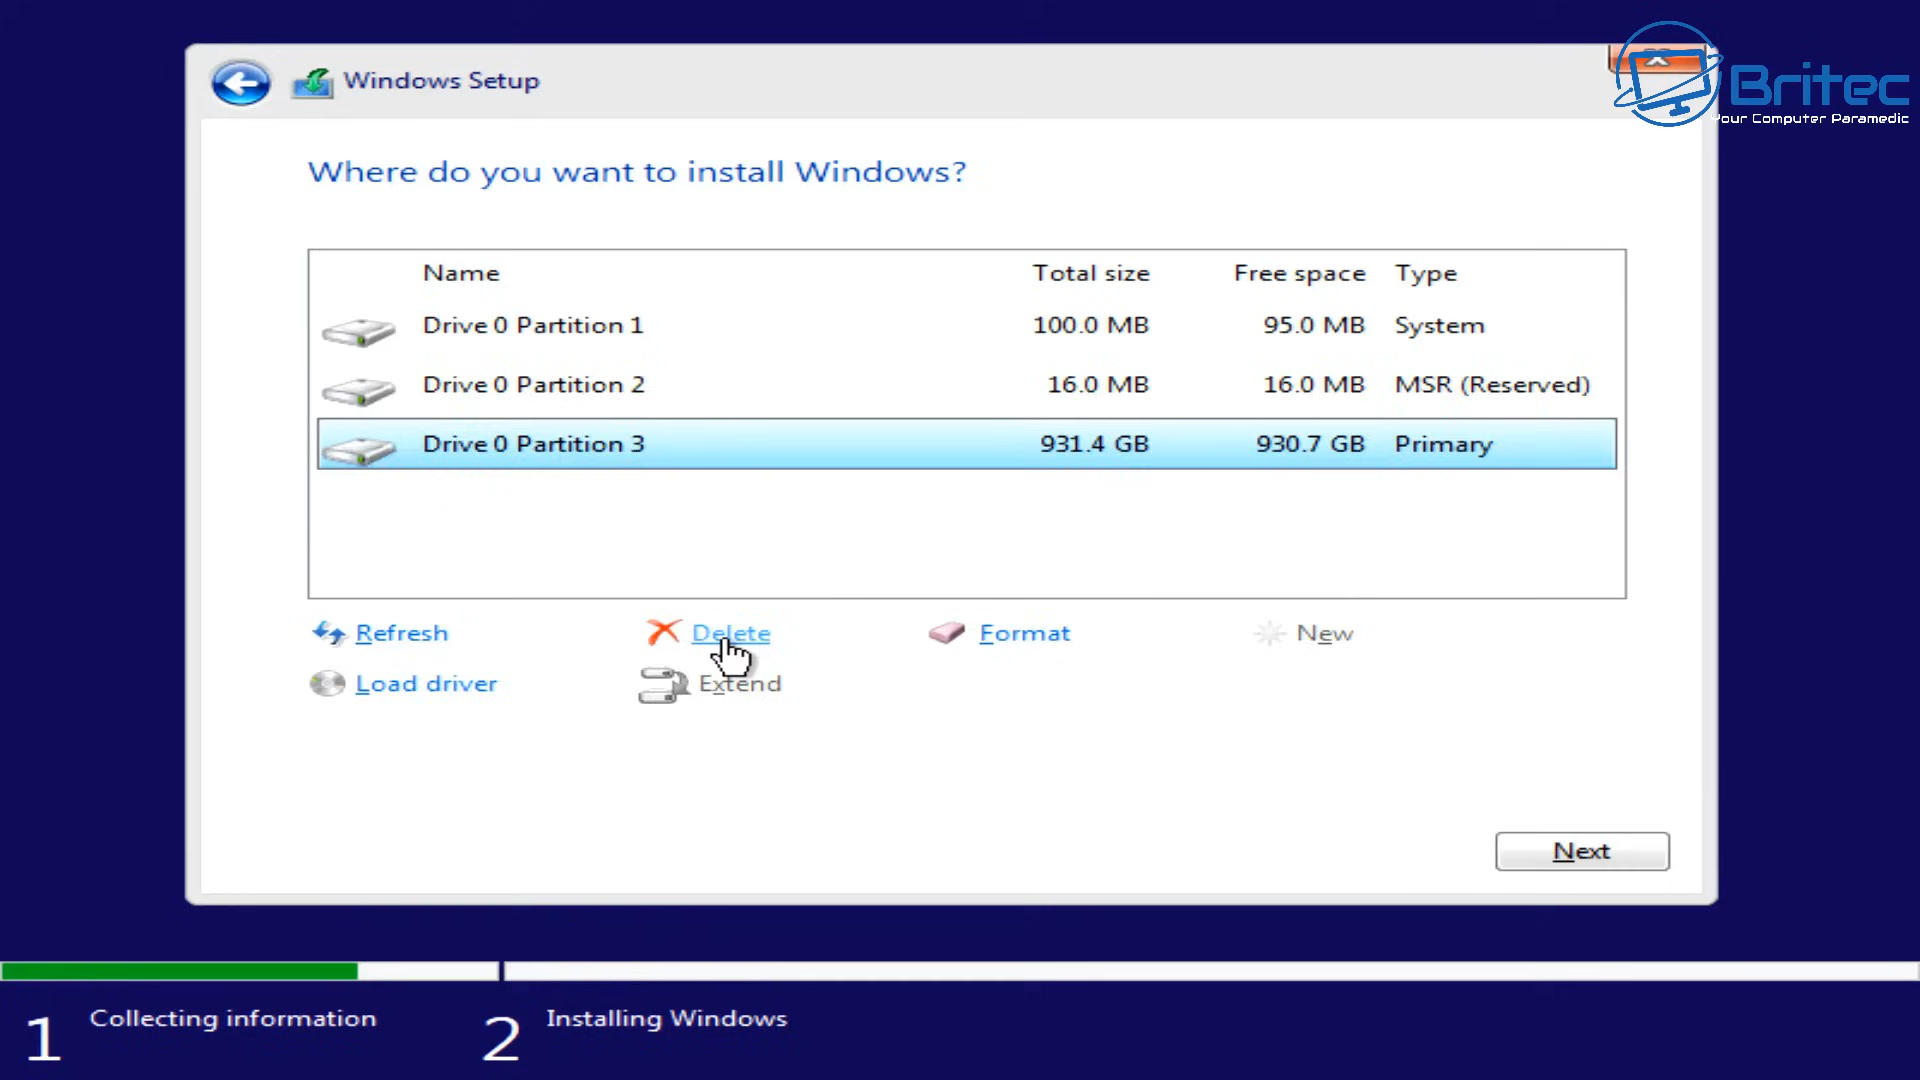 Windows Setup
Britec
Your Computer Paramedic
Where do you want to install Windows?
Name Total size Free space Type
Drive 0 Partition 1 100.0 MB 95.0 MB System
Drive 0 Partition 2 16.0 MB 16.0 MB MSR (Reserved)
Drive 0 Partition 3 931.4 GB 930.7 GB Primary
Refresh Delete Format New
Load driver Extend
Next
1 Collecting information 2 Installing Windows